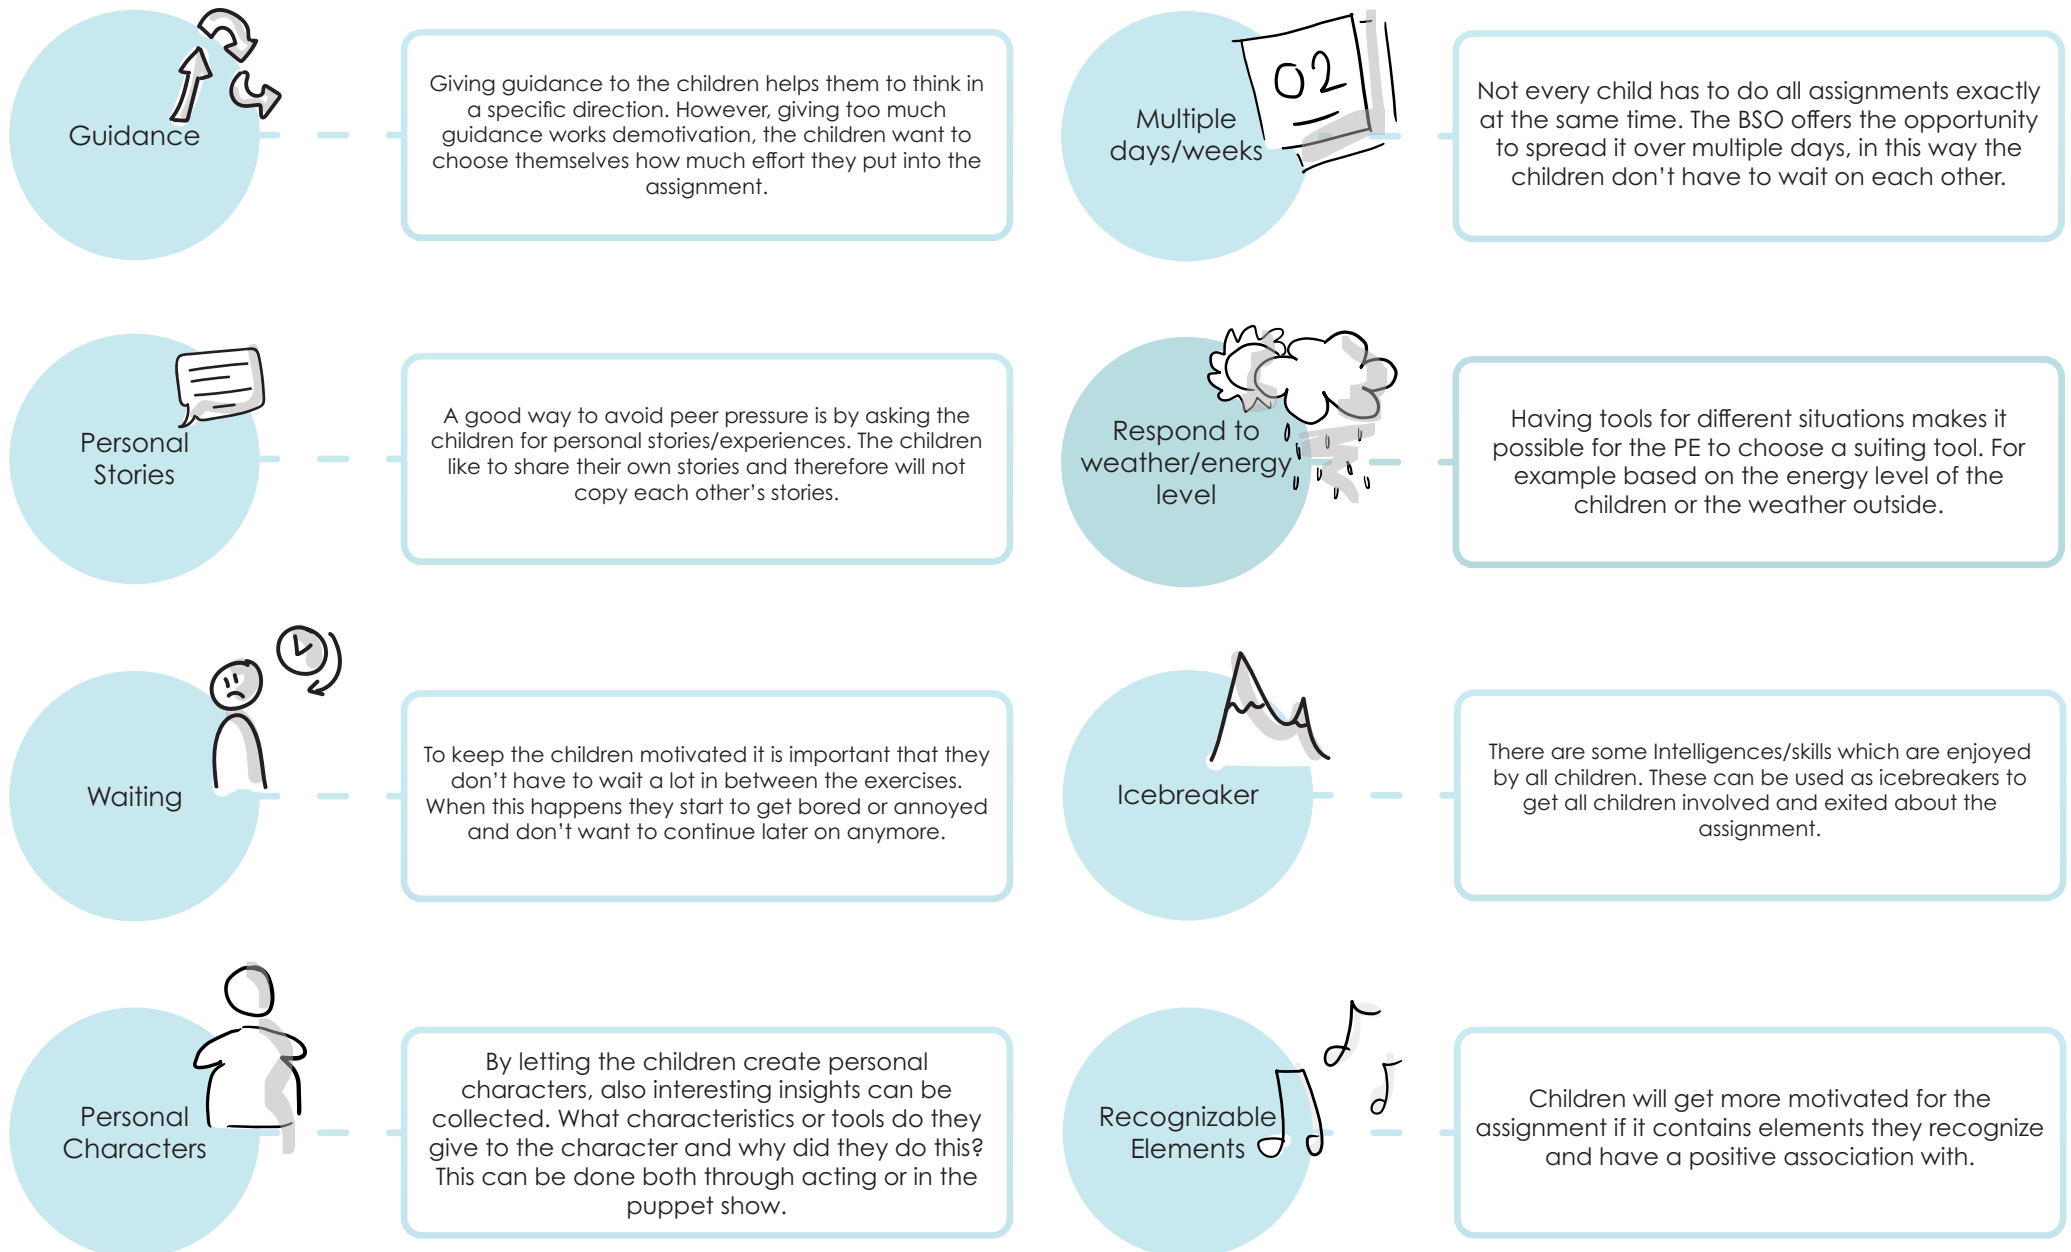 Guidance
Giving guidance to the children helps them to think in
a specific direction. However, giving too much
guidance works demotivation, the children want to
choose themselves how much effort they put into the
assignment.
Personal
Stories
A good way to avoid peer pressure is by asking the
children for personal stories/experiences. The children
like to share their own stories and therefore will not
copy each other's stories.
Waiting
To keep the children motivated it is important that they
don't have to wait a lot in between the exercises.
When this happens they start to get bored or annoyed
and don't want to continue later on anymore.
Personal
Characters
By letting the children create personal
characters, also interesting insights can be
collected. What characteristics or tools do they
give to the character and why did they do this?
This can be done both through acting or in the
puppet show.
02
Multiple
days/weeks
Not every child has to do all assignments exactly
at the same time. The BSO offers the opportunity
to spread it over multiple days, in this way the
children don't have to wait on each other.
Respond to
weather/energy
level
Having tools for different situations makes it
possible for the PE to choose a suiting tool. For
example based on the energy level of the
children or the weather outside.
Icebreaker
There are some Intelligences/skills which are enjoyed
by all children. These can be used as icebreakers to
get all children involved and exited about the
assignment.
Recognizable
Elements
Children will get more motivated for the
assignment if it contains elements they recognize
and have a positive association with.